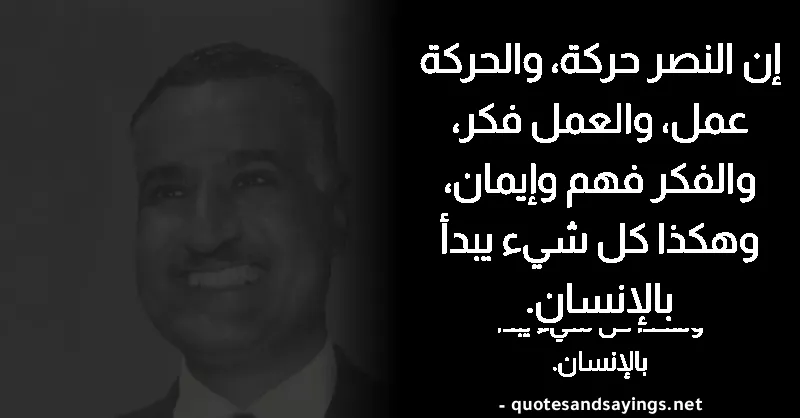 إن النصر حركة، والحركة
عمل، والعمل فكر،
والفكر فهم وإيمان،
وهكذا كل شيء يبدأ
بالإنسان.
بالإنسان.
- quotesandsayings.net